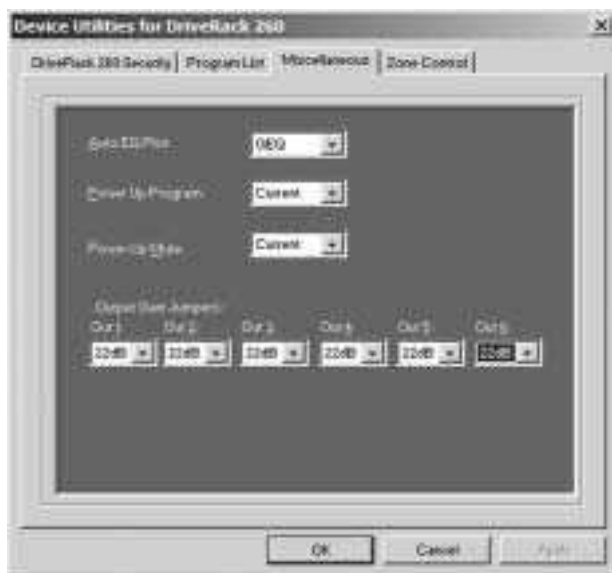 Device Utilities for DriveRack 260
DriveRack 260 Security Program List Miscellaneous Zone Control
Auto EQ Plot GEQ
Power Up Program Current
Power Up Mute Current
Output Gain Jumpers
Out 1 Out 2 Out 3 Out 4 Out 5 Out 6
22dB 22dB 22dB 22dB 22dB 22dB
OK Cancel Apply